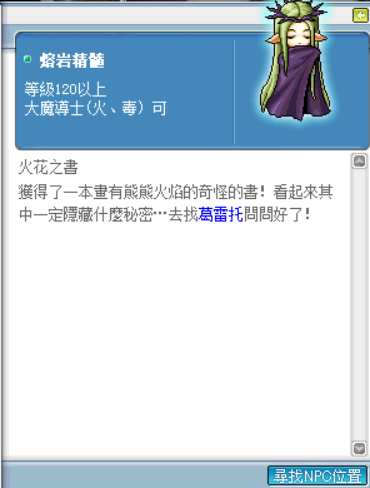 熔岩精髓
等級120以上
大魔導士(火、毒) 可
火花之書
獲得了一本畫有熊熊火焰的奇怪的書! 看起來其
中一定隱藏什麼秘密…去找葛雷托問問好了!
尋找NPC位置